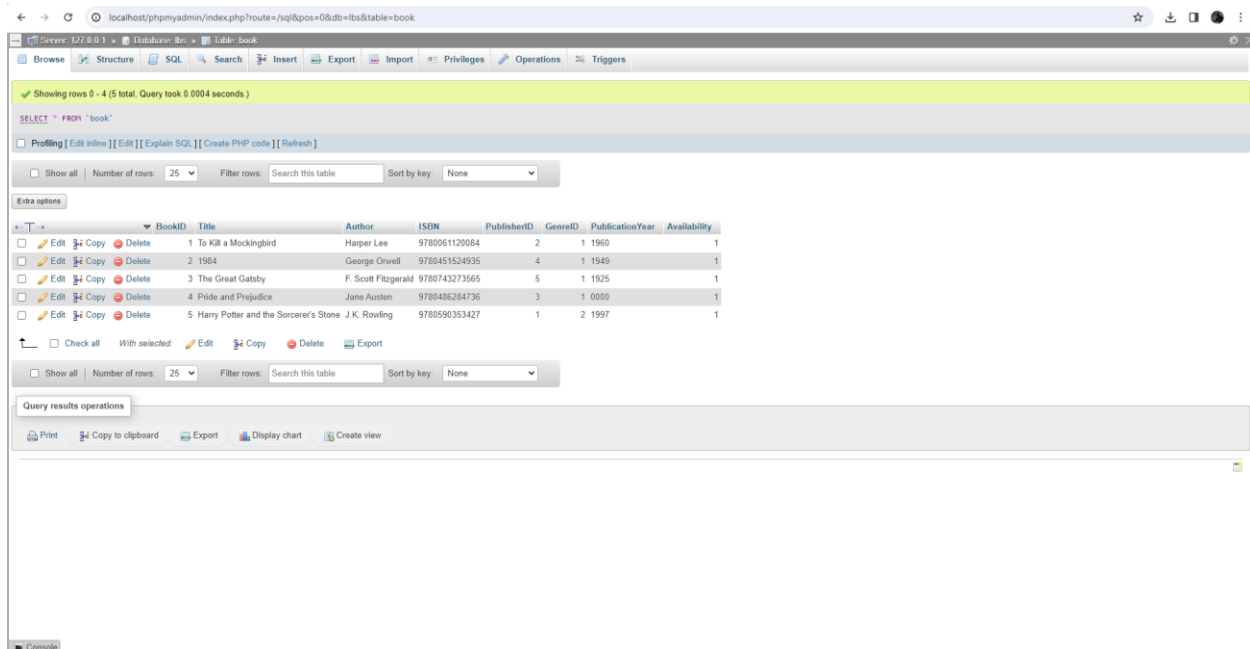 localhost/phpmyadmin/index.php?route=/sql&pos=0&db=lbs&table=book
Server: 127.0.0.1 » Database: lbs » Table: book
Browse Structure SQL Search Insert Export Import Privileges Operations Triggers
Showing rows 0 - 4 (5 total, Query took 0.0004 seconds.)
SELECT * FROM `book`
Profiling [ Edit inline ] [ Edit ] [ Explain SQL ] [ Create PHP code ] [ Refresh ]
Show all | Number of rows: 25 Filter rows: Search this table Sort by key: None
Extra options
←T→ BookID Title Author ISBN PublisherID GenreID PublicationYear Availability
Edit Copy Delete 1 To Kill a Mockingbird Harper Lee 9780061120084 2 1 1960 1
Edit Copy Delete 2 1984 George Orwell 9780451524935 4 1 1949 1
Edit Copy Delete 3 The Great Gatsby F. Scott Fitzgerald 9780743273565 5 1 1925 1
Edit Copy Delete 4 Pride and Prejudice Jane Austen 9780486284736 3 1 0000 1
Edit Copy Delete 5 Harry Potter and the Sorcerer's Stone J.K. Rowling 9780590353427 1 2 1997 1
Check all With selected: Edit Copy Delete Export
Show all | Number of rows: 25 Filter rows: Search this table Sort by key: None
Query results operations
Print Copy to clipboard Export Display chart Create view
Console